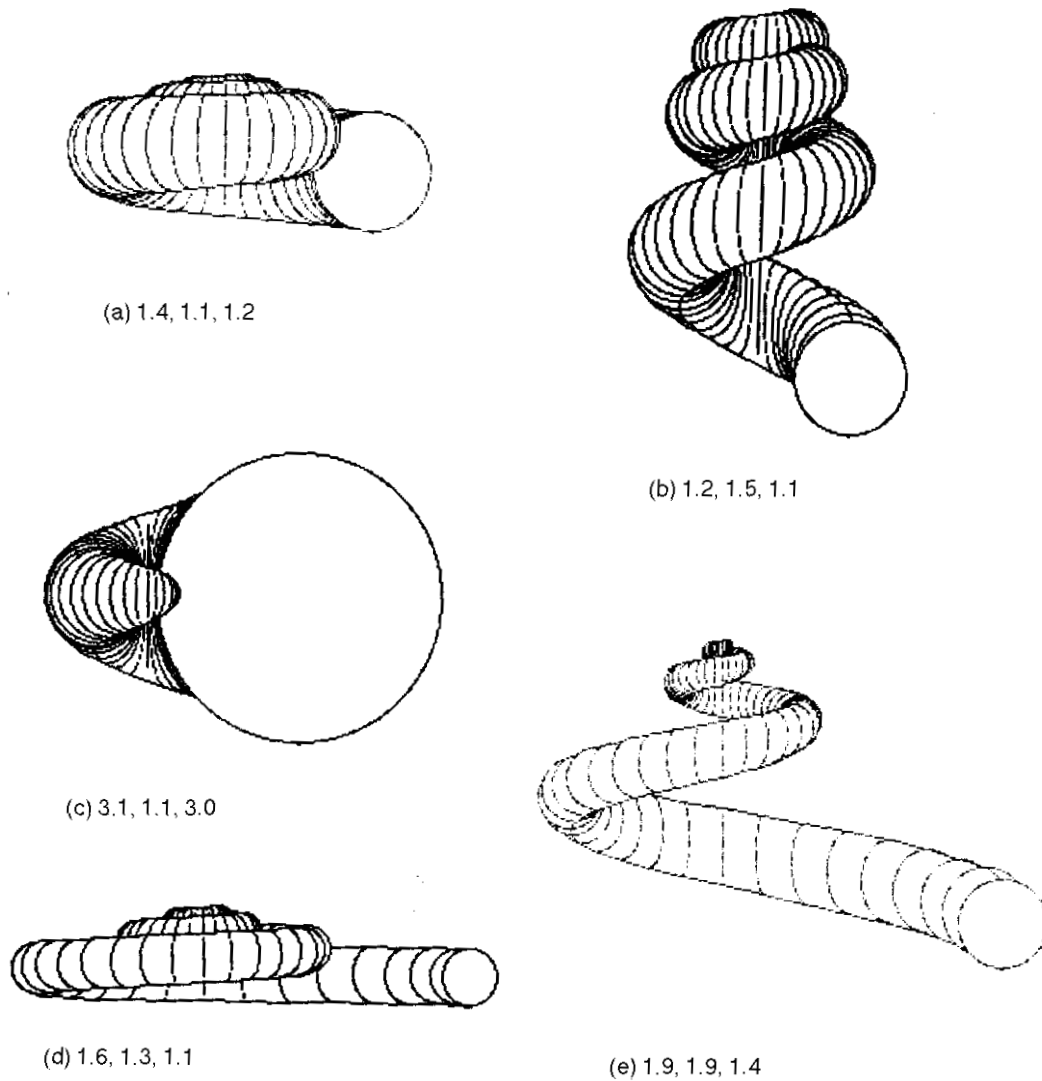 (a) 1.4, 1.1, 1.2
(b) 1.2, 1.5, 1.1
(c) 3.1, 1.1, 3.0
(d) 1.6, 1.3, 1.1
(e) 1.9, 1.9, 1.4